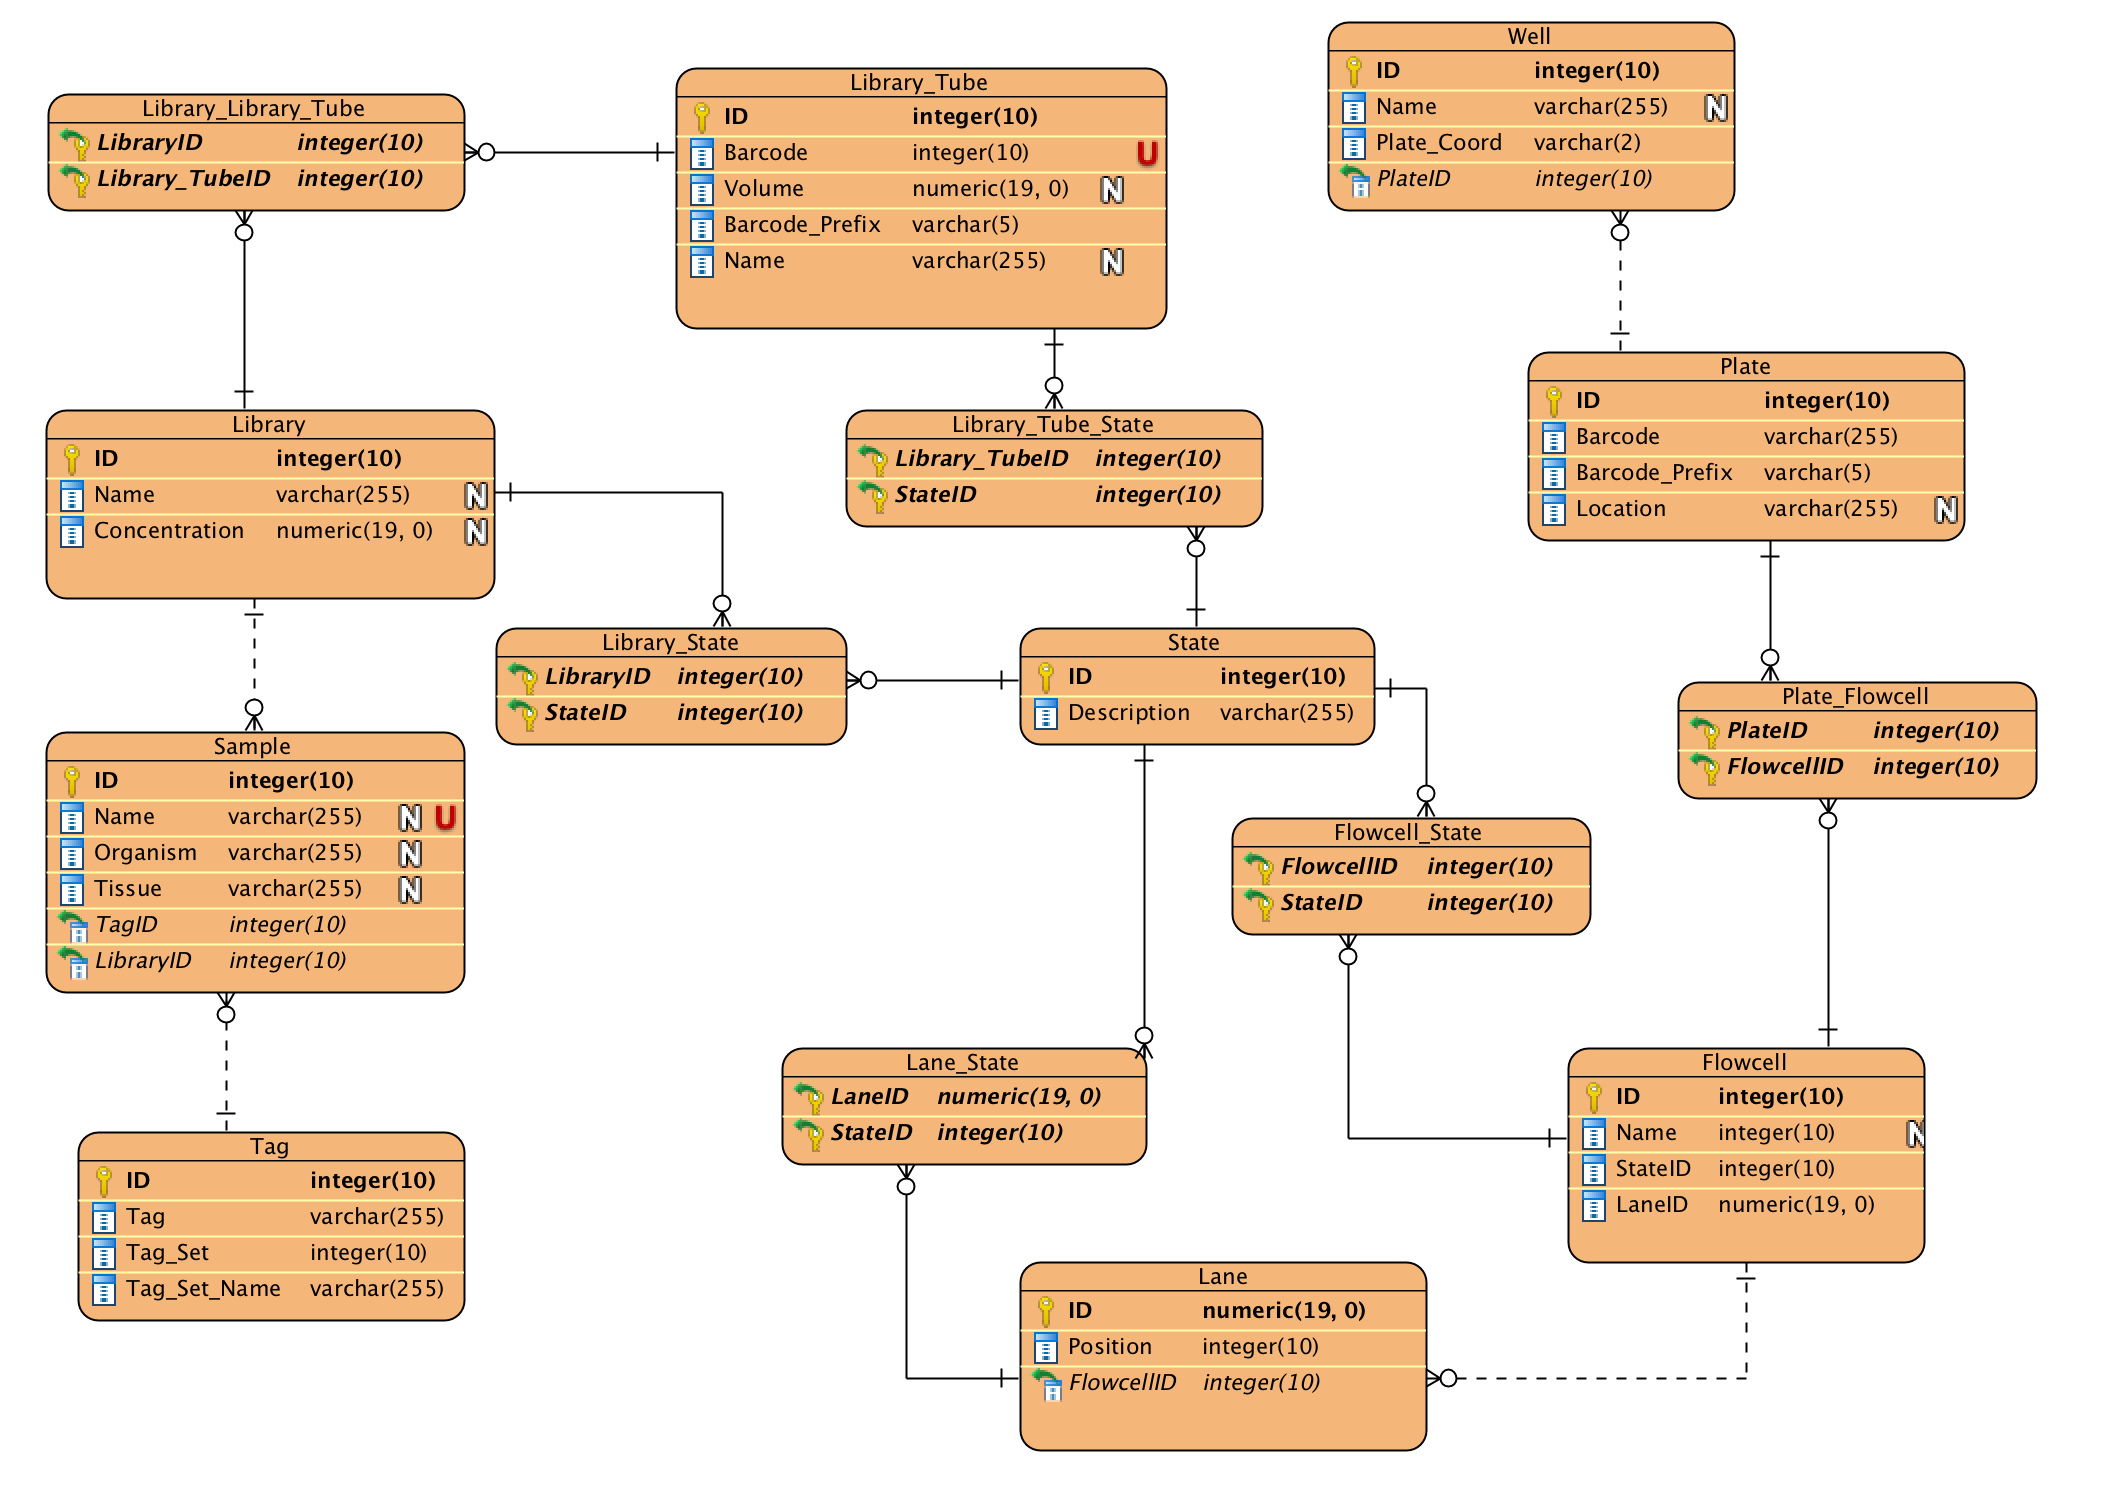 Library_Library_Tube
LibraryID integer(10)
Library_TubeID integer(10)
Library_Tube
ID integer(10)
Barcode integer(10) U
Volume numeric(19, 0) N
Barcode_Prefix varchar(5)
Name varchar(255) N
Well
ID integer(10)
Name varchar(255) N
Plate_Coord varchar(2)
PlateID integer(10)
Library
ID integer(10)
Name varchar(255) N
Concentration numeric(19, 0) N
Library_Tube_State
Library_TubeID integer(10)
StateID integer(10)
Plate
ID integer(10)
Barcode varchar(255)
Barcode_Prefix varchar(5)
Location varchar(255) N
Library_State
LibraryID integer(10)
StateID integer(10)
State
ID integer(10)
Description varchar(255)
Plate_Flowcell
PlateID integer(10)
FlowcellID integer(10)
Sample
ID integer(10)
Name varchar(255) N U
Organism varchar(255) N
Tissue varchar(255) N
TagID integer(10)
LibraryID integer(10)
Flowcell_State
FlowcellID integer(10)
StateID integer(10)
Lane_State
LaneID numeric(19, 0)
StateID integer(10)
Flowcell
ID integer(10)
Name integer(10) N
StateID integer(10)
LaneID numeric(19, 0)
Tag
ID integer(10)
Tag varchar(255)
Tag_Set integer(10)
Tag_Set_Name varchar(255)
Lane
ID numeric(19, 0)
Position integer(10)
FlowcellID integer(10)